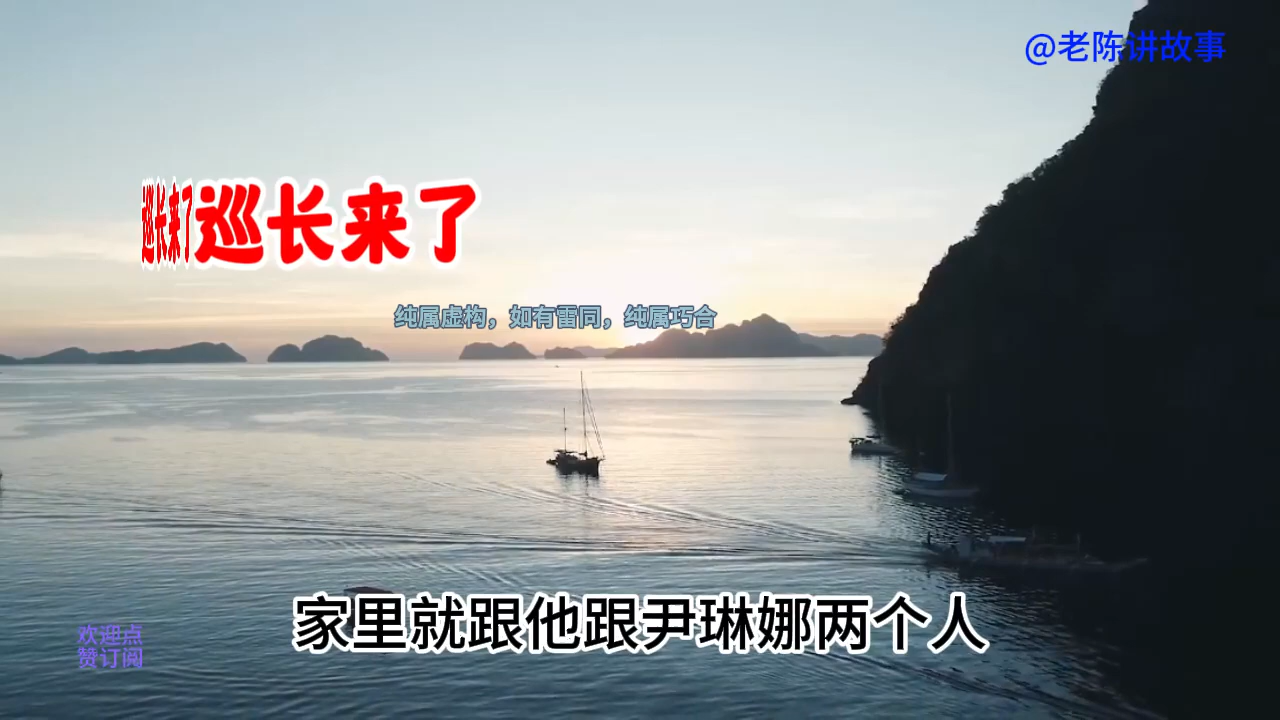 @老陈讲故事
巡长来了巡长来了
纯属虚构，如有雷同，纯属巧合
家里就跟他跟尹琳娜两个人
欢迎点
赞订阅